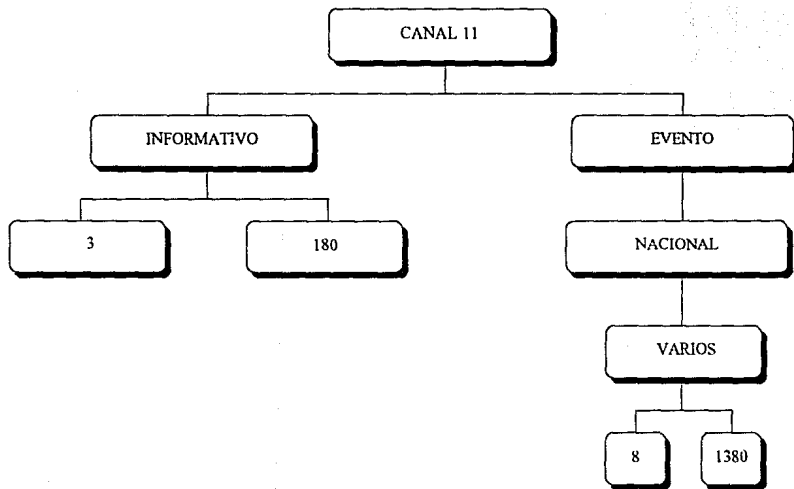 CANAL 11
INFORMATIVO
EVENTO
3
180
NACIONAL
VARIOS
8
1380